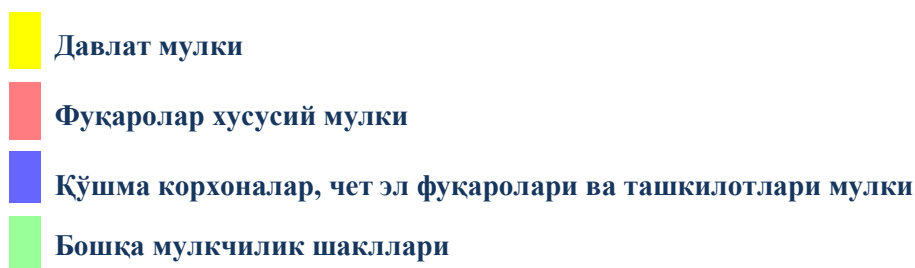 Давлат мулки
Фуқаролар хусусий мулки
Қўшма корхоналар, чет эл фуқаролари ва ташкилотлари мулки
Бошқа мулкчилик шакллари